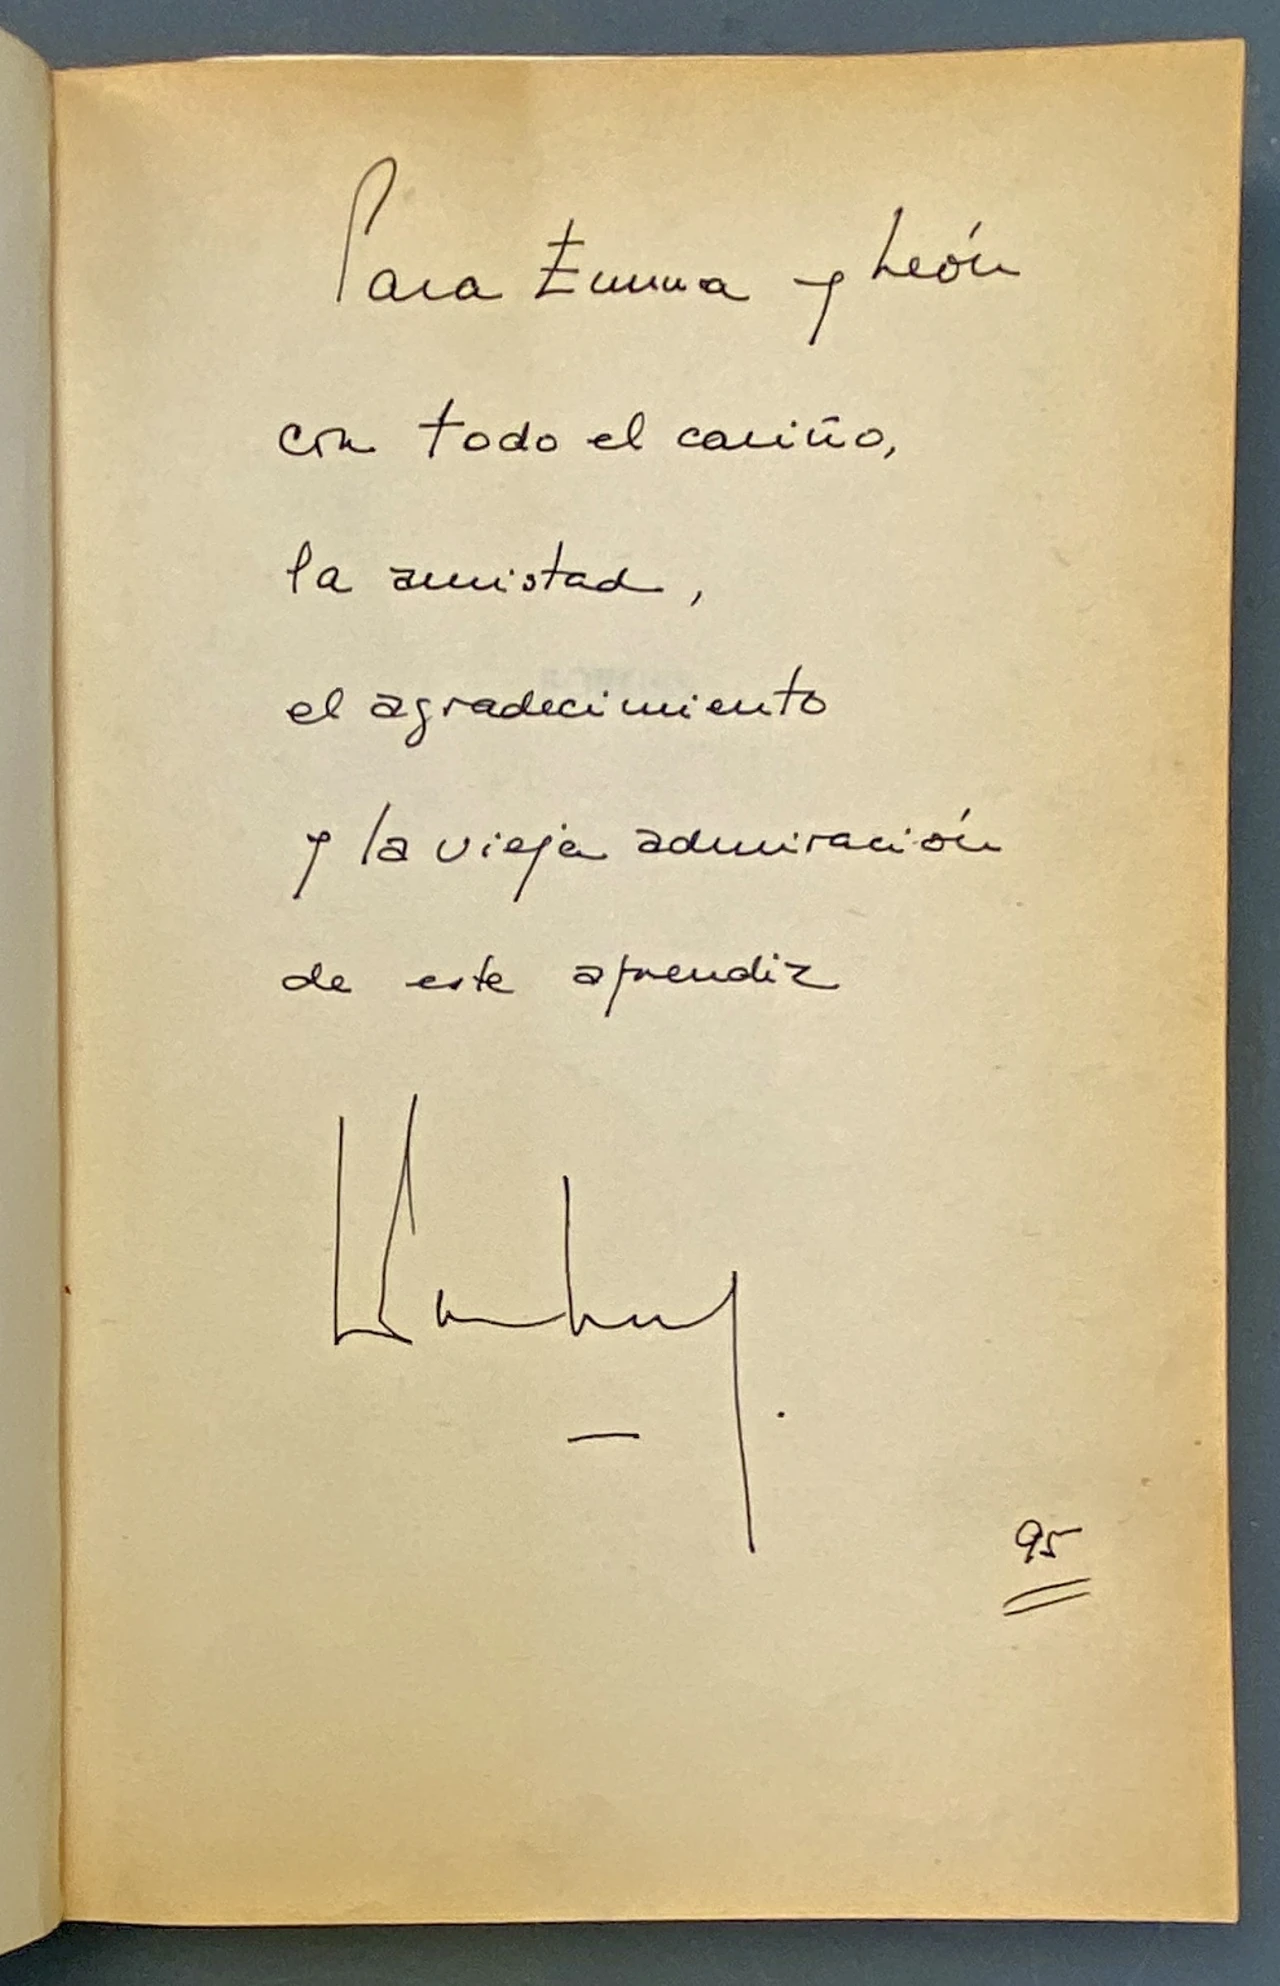 Para Emma y León
con todo el cariño,
la amistad,
el agradecimiento
y la vieja admiración
de este aprendiz
95